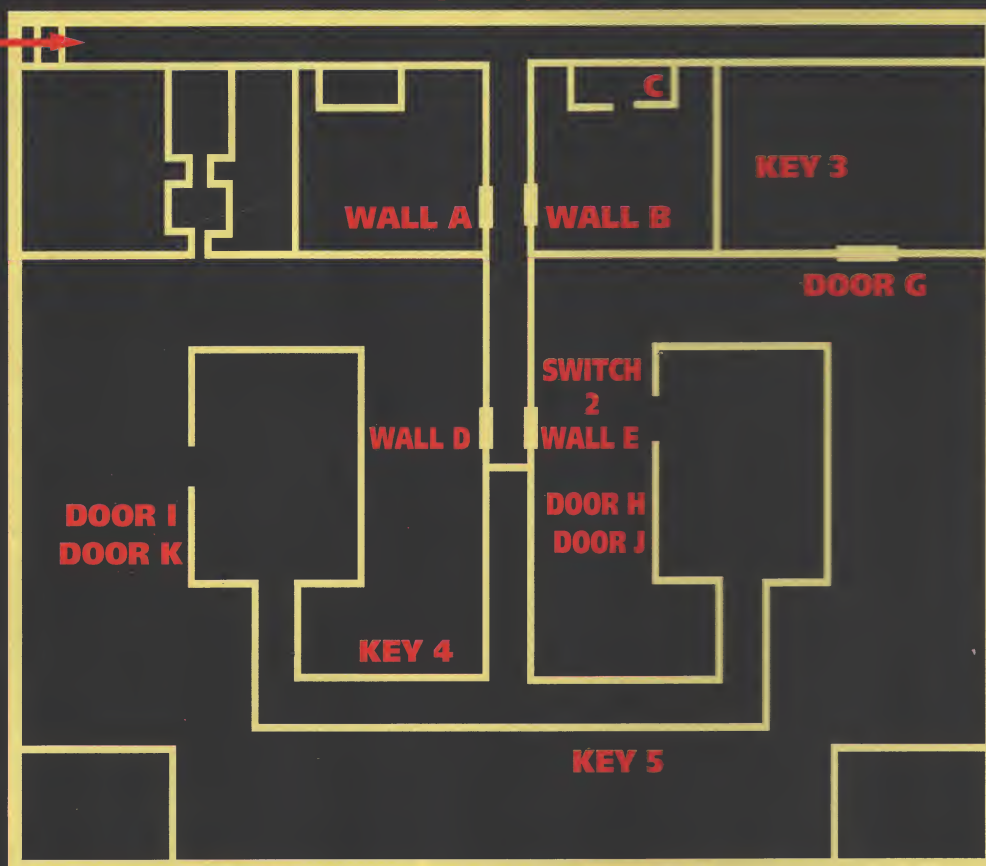 C
KEY 3
WALL A
WALL B
DOOR G
SWITCH
2
WALL D
WALL E
DOOR I
DOOR H
DOOR K
DOOR J
KEY 4
KEY 5